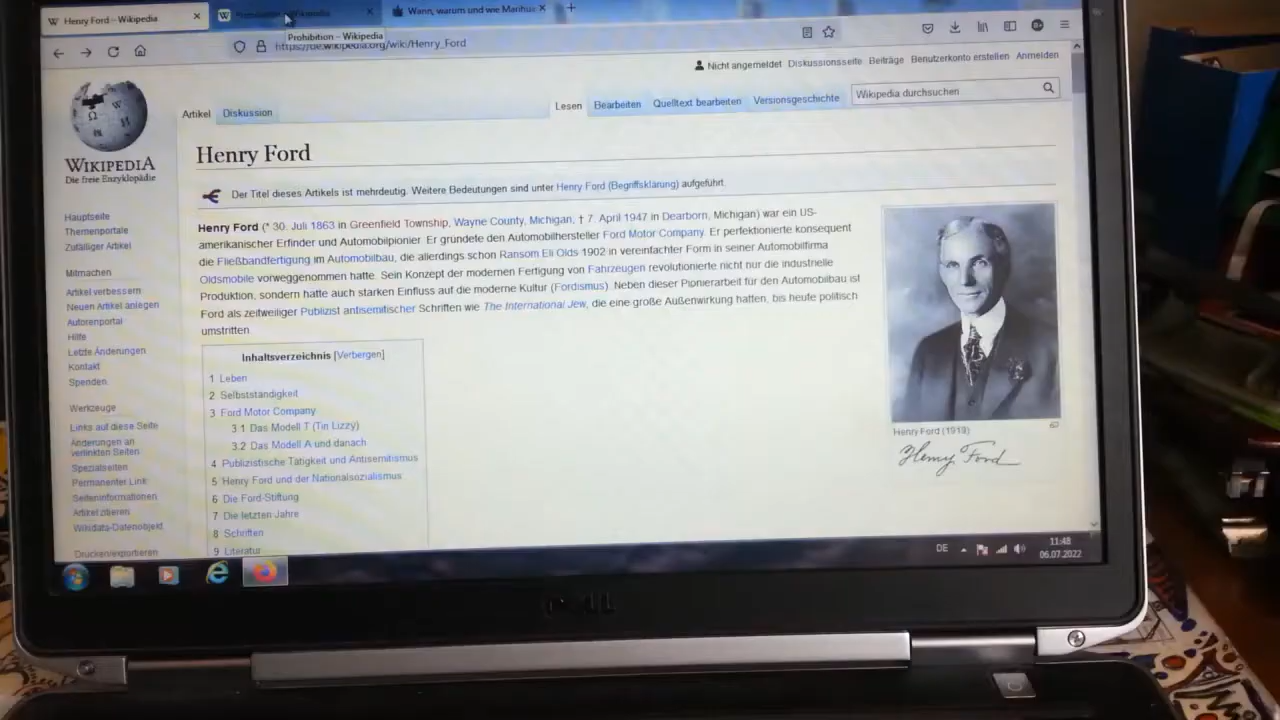 Henry Ford – Wikipedia
Prohibition – Wikipedia
Wann, warum und wie Marihua
Prohibition – Wikipedia
https://de.wikipedia.org/wiki/Henry_Ford
Nicht angemeldet Diskussionsseite Beiträge Benutzerkonto erstellen Anmelden
Artikel Diskussion Lesen Bearbeiten Quelltext bearbeiten Versionsgeschichte Wikipedia durchsuchen
WIKIPEDIA
Die freie Enzyklopädie
Hauptseite
Themenportale
Zufälliger Artikel
Mitmachen
Artikel verbessern
Neuen Artikel anlegen
Autorenportal
Hilfe
Letzte Änderungen
Kontakt
Spenden
Werkzeuge
Links auf diese Seite
Änderungen an
verlinkten Seiten
Spezialseiten
Permanenter Link
Seiteninformationen
Artikel zitieren
Wikidata-Datenobjekt
Drucken/exportieren
Henry Ford
Der Titel dieses Artikels ist mehrdeutig. Weitere Bedeutungen sind unter Henry Ford (Begriffsklärung) aufgeführt.
Henry Ford (* 30. Juli 1863 in Greenfield Township, Wayne County, Michigan; † 7. April 1947 in Dearborn, Michigan) war ein US-
amerikanischer Erfinder und Automobilpionier. Er gründete den Automobilhersteller Ford Motor Company. Er perfektionierte konsequent
die Fließbandfertigung im Automobilbau, die allerdings schon Ransom Eli Olds 1902 in vereinfachter Form in seiner Automobilfirma
Oldsmobile vorweggenommen hatte. Sein Konzept der modernen Fertigung von Fahrzeugen revolutionierte nicht nur die industrielle
Produktion, sondern hatte auch starken Einfluss auf die moderne Kultur (Fordismus). Neben dieser Pionierarbeit für den Automobilbau ist
Ford als zeitweiliger Publizist antisemitischer Schriften wie The International Jew, die eine große Außenwirkung hatten, bis heute politisch
umstritten.
Inhaltsverzeichnis [Verbergen]
1 Leben
2 Selbstständigkeit
3 Ford Motor Company
3.1 Das Modell T (Tin Lizzy)
3.2 Das Modell A und danach
4 Publizistische Tätigkeit und Antisemitismus
5 Henry Ford und der Nationalsozialismus
6 Die Ford-Stiftung
7 Die letzten Jahre
8 Schriften
9 Literatur
Henry Ford (1919)
Henry Ford
DE
11:48
06.07.2022
DELL